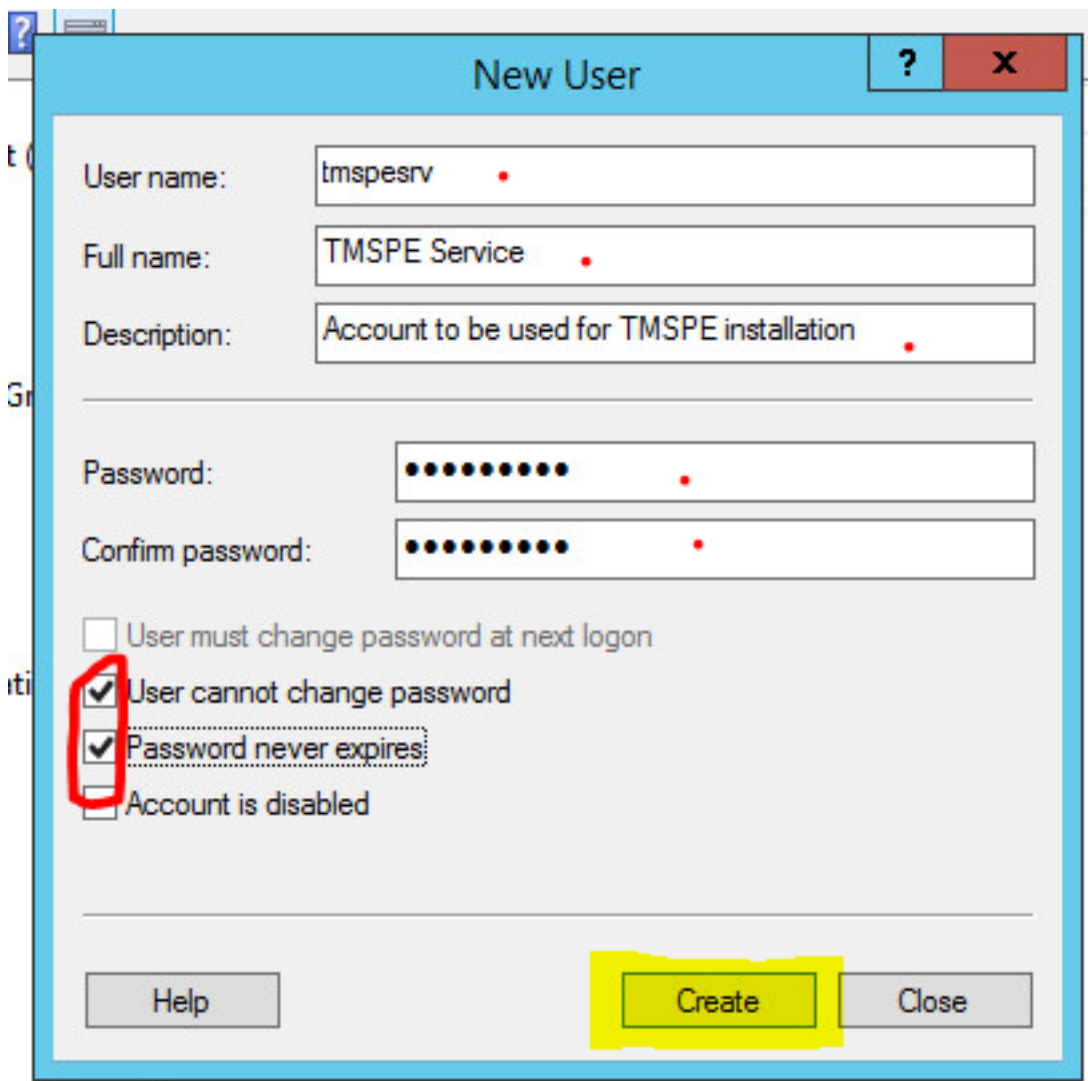 ?
New User
?
x
t (
User name:
tmspesrv
Full name:
TMSPE Service
Description:
Account to be used for TMSPE installation
Gr
Password:
•••••••••
Confirm password:
•••••••••
User must change password at next logon
ati
User cannot change password
Password never expires
Account is disabled
Help
Create
Close